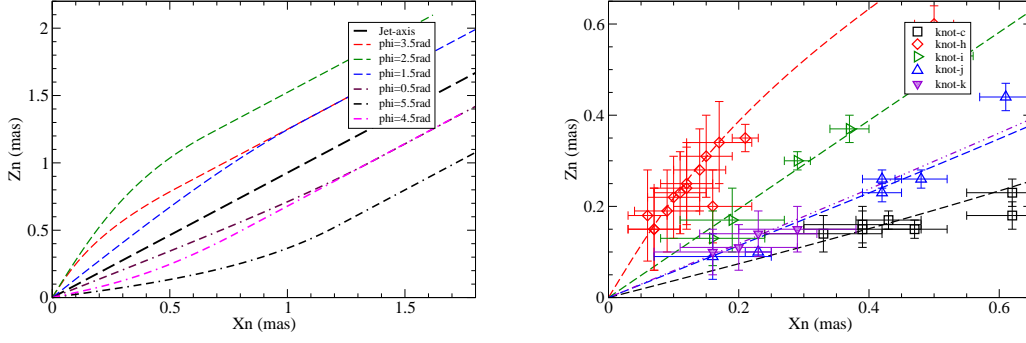 2
1.5
1
0.5
0
Zn (mas)
0
0.5
1
1.5
Xn (mas)
Jet-axis
phi=3.5rad
phi=2.5rad
phi=1.5rad
phi=0.5rad
phi=5.5rad
phi=4.5rad
0.6
0.4
0.2
0
Zn (mas)
0
0.2
0.4
0.6
Xn (mas)
knot-c
knot-h
knot-i
knot-j
knot-k